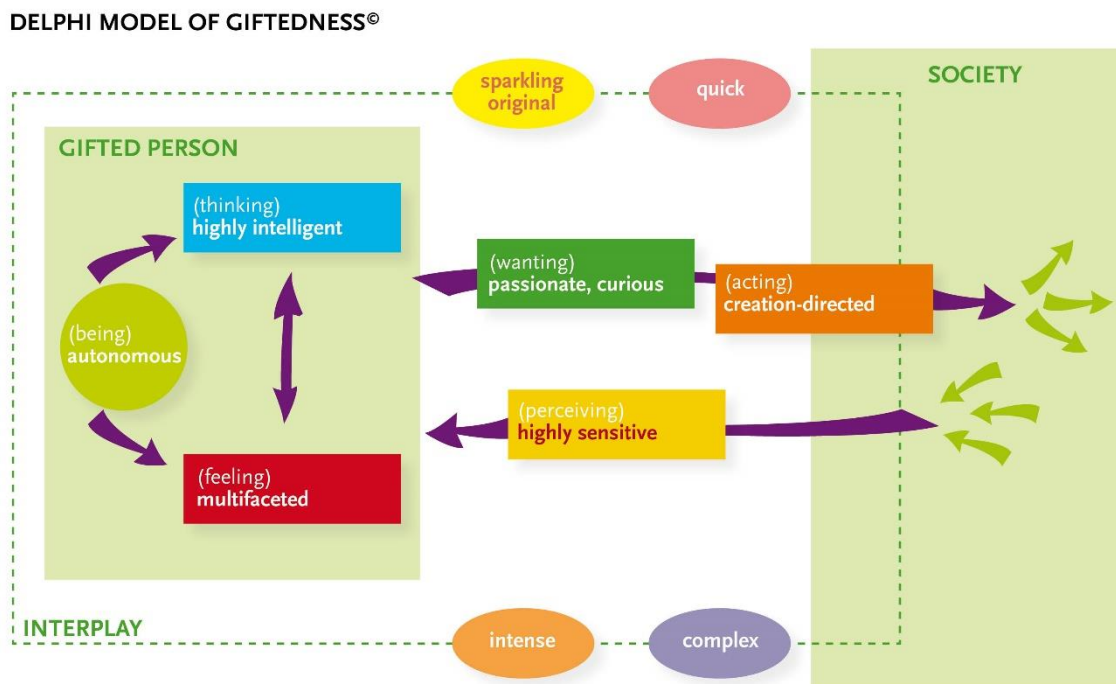 DELPHI MODEL OF GIFTEDNESS©
sparkling
original
quick
SOCIETY
GIFTED PERSON
(thinking)
highly intelligent
(wanting)
passionate, curious
(acting)
creation-directed
(being)
autonomous
(perceiving)
highly sensitive
(feeling)
multifaceted
INTERPLAY
intense
complex